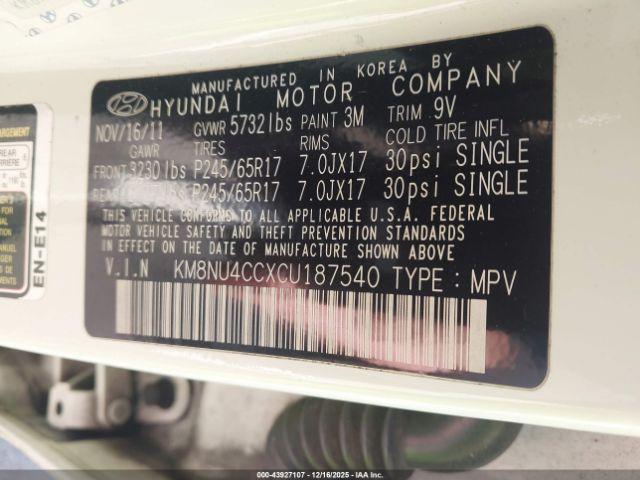 MANUFACTURED IN KOREA BY
HYUNDAI MOTOR COMPANY
NOV/16/11 GVWR 5732lbs PAINT 3M TRIM 9V
GAWR TIRES RIMS COLD TIRE INFL
FRONT 3230lbs P245/65R17 7.0JX17 30psi SINGLE
P245/65R17 7.0JX17 30psi SINGLE
THIS VEHICLE CONFORMS TO ALL APPLICABLE U.S.A. FEDERAL
MOTOR VEHICLE SAFETY AND THEFT PREVENTION STANDARDS
IN EFFECT ON THE DATE OF MANUFACTURE SHOWN ABOVE.
V.I.N KM8NU4CCXCU187540 TYPE : MPV
EN-E14
000-43927107 - 12/16/2025 - IAAI Inc.